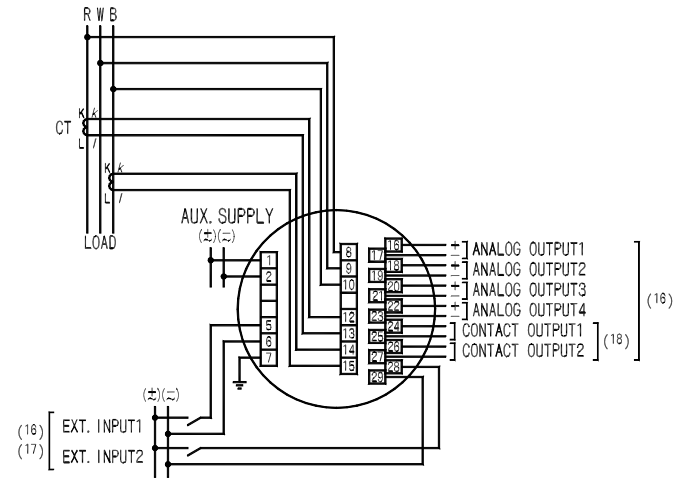 R W B
K k
CT
L l
K k
L l
LOAD
AUX. SUPPLY
(±)(−)
1
2
5
6
7
8
9
10
12
13
14
15
16
17
18
19
20
21
22
23
24
25
26
27
28
29
+
− ANALOG OUTPUT1
+
− ANALOG OUTPUT2
+
− ANALOG OUTPUT3
+
− ANALOG OUTPUT4
CONTACT OUTPUT1
CONTACT OUTPUT2
(18)
(16)
(±)(−)
(16)
(17)
EXT. INPUT1
EXT. INPUT2